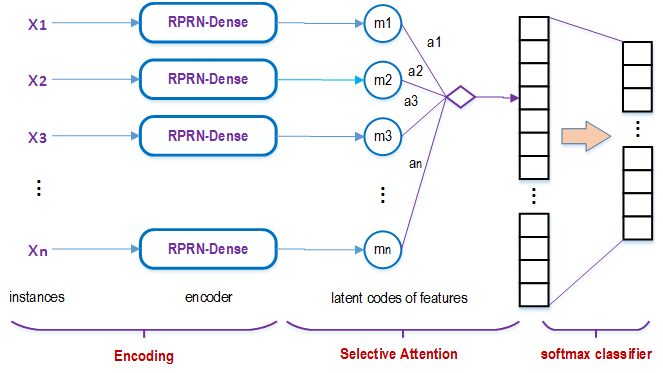 X1 RPRN-Dense m1
a1
X2 RPRN-Dense m2 a2
a3
X3 RPRN-Dense m3
an
Xn RPRN-Dense mn
instances encoder latent codes of features
Encoding Selective Attention softmax classifier